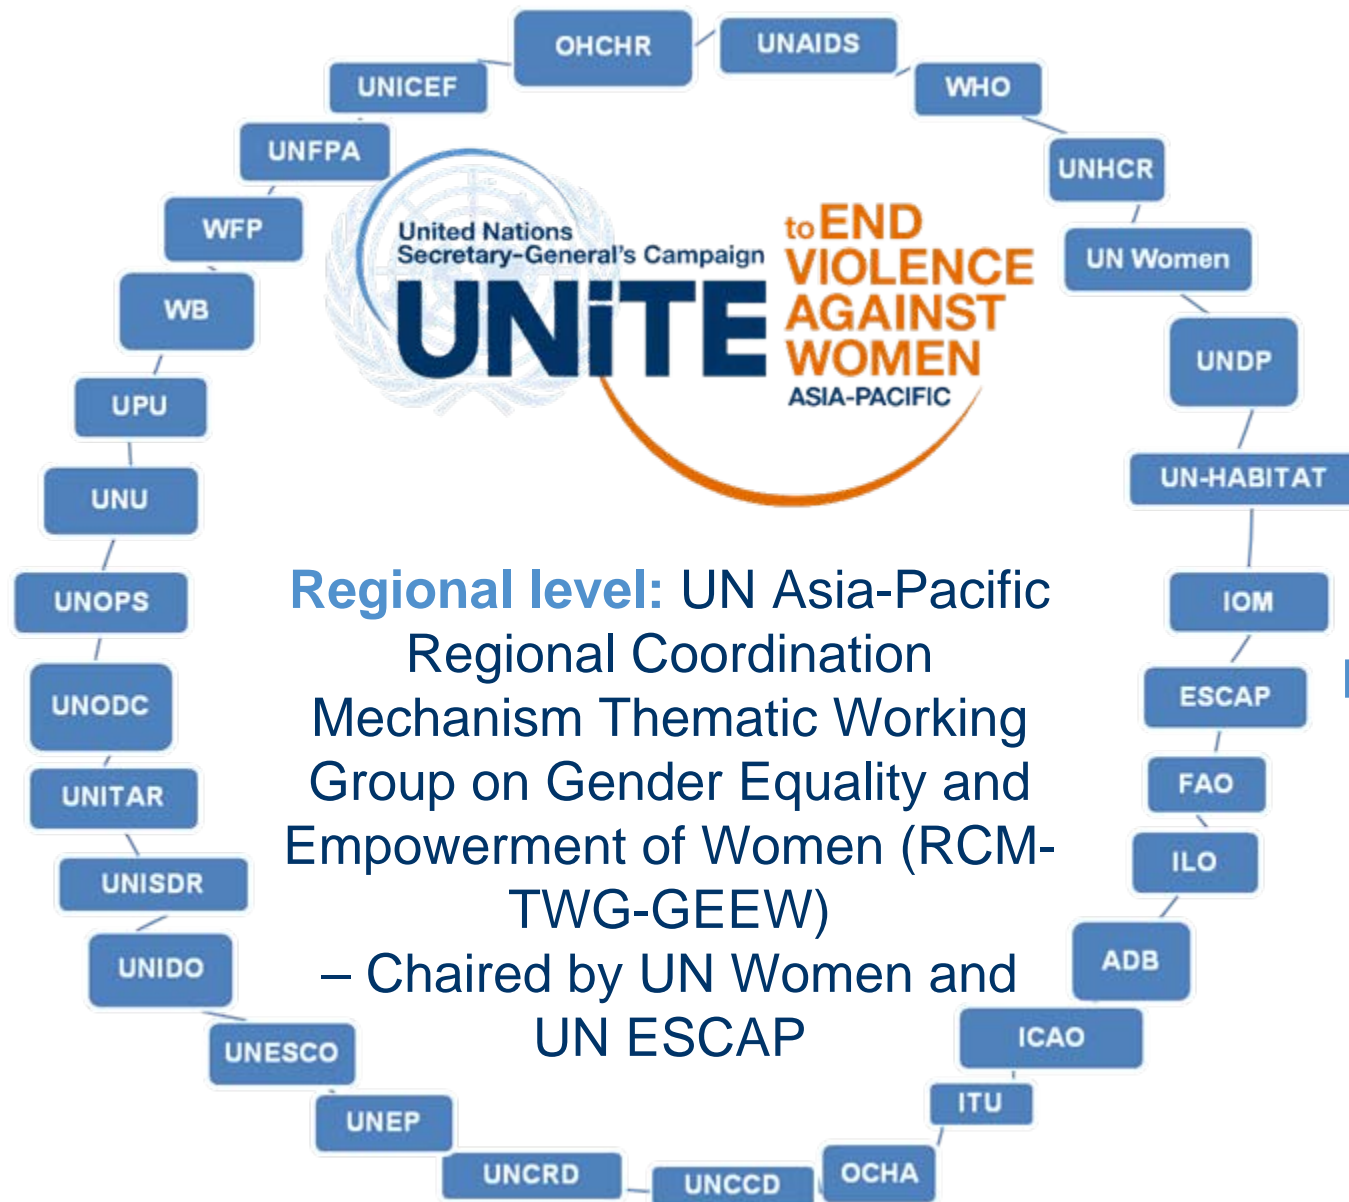 OHCHR
UNAIDS
WHO
UNHCR
UN Women
UNDP
UN-HABITAT
IOM
ESCAP
FAO
ILO
ADB
ICAO
ITU
OCHA
UNCCD
UNCRD
UNEP
UNESCO
UNIDO
UNISDR
UNITAR
UNODC
UNOPS
UNU
UPU
WB
WFP
UNFPA
UNICEF
United Nations
Secretary-General's Campaign
UNiTE
to END
VIOLENCE
AGAINST
WOMEN
ASIA-PACIFIC
Regional level: UN Asia-Pacific
Regional Coordination
Mechanism Thematic Working
Group on Gender Equality and
Empowerment of Women (RCM-
TWG-GEEW)
– Chaired by UN Women and
UN ESCAP